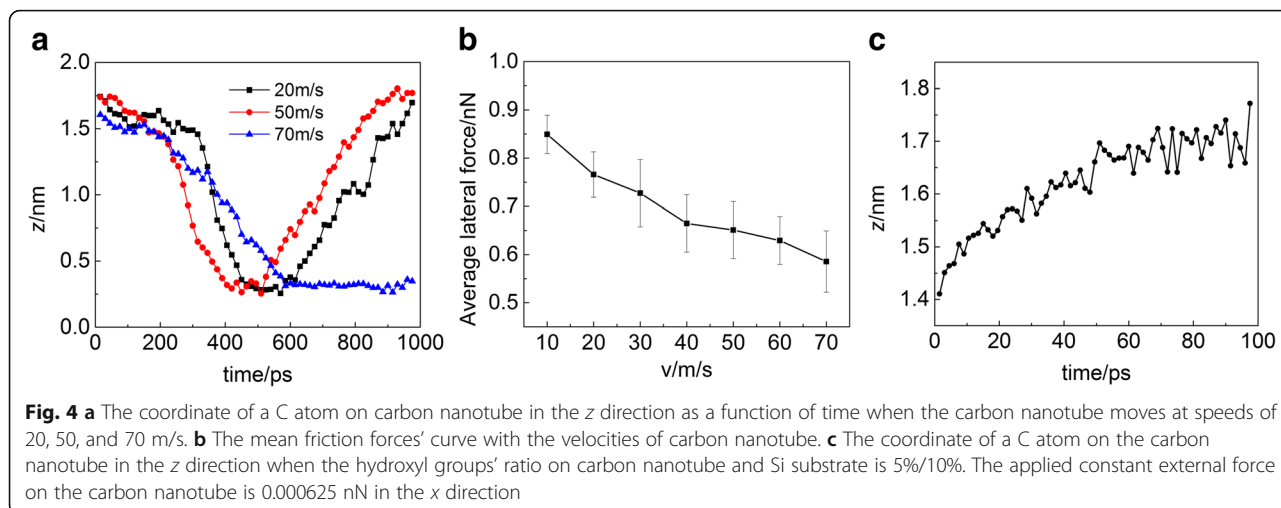 a
2.0
1.5
1.0
0.5
0.0
z/nm
20m/s
50m/s
70m/s
0 200 400 600 800 1000
time/ps
b
1.0
0.9
0.8
0.7
0.6
0.5
Average lateral force/nN
10 20 30 40 50 60 70
v/m/s
c
1.8
1.7
1.6
1.5
1.4
z/nm
0 20 40 60 80 100
time/ps
Fig. 4 a The coordinate of a C atom on carbon nanotube in the z direction as a function of time when the carbon nanotube moves at speeds of
20, 50, and 70 m/s. b The mean friction forces' curve with the velocities of carbon nanotube. c The coordinate of a C atom on the carbon
nanotube in the z direction when the hydroxyl groups' ratio on carbon nanotube and Si substrate is 5%/10%. The applied constant external force
on the carbon nanotube is 0.000625 nN in the x direction